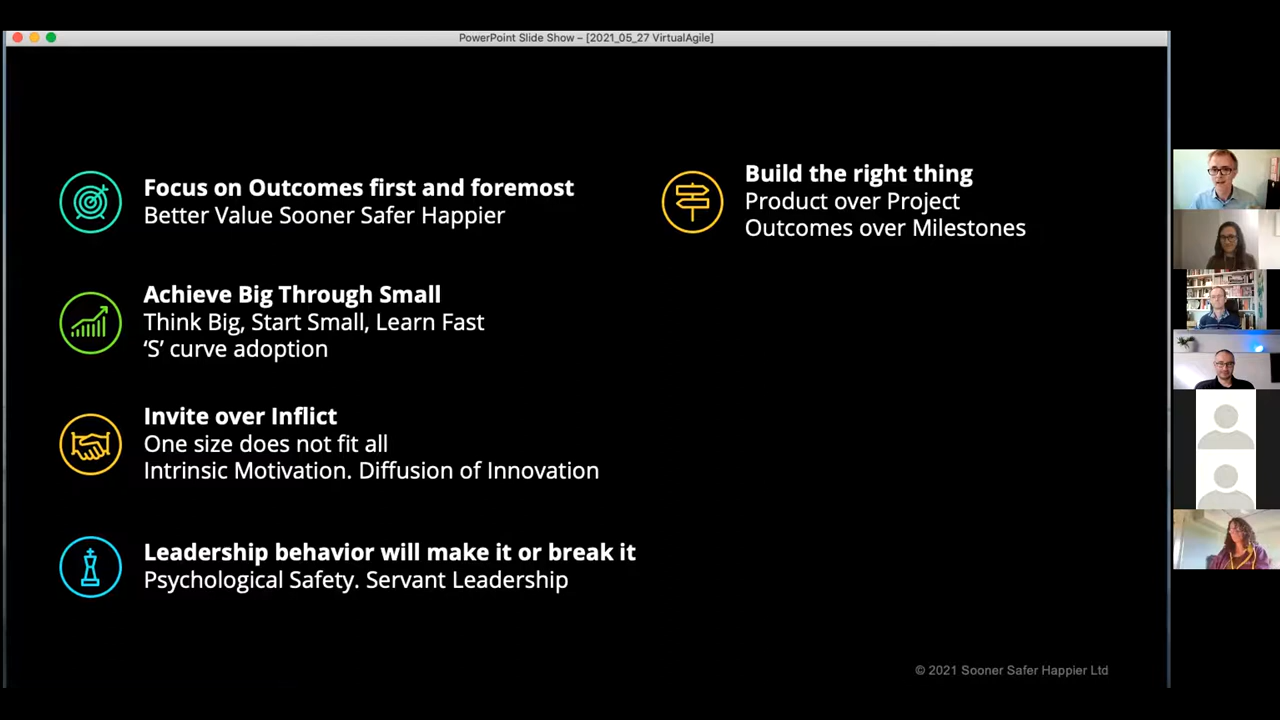 PowerPoint Slide Show – [2021_05_27 VirtualAgile]
Focus on Outcomes first and foremost
Better Value Sooner Safer Happier
Achieve Big Through Small
Think Big, Start Small, Learn Fast
‘S’ curve adoption
Invite over Inflict
One size does not fit all
Intrinsic Motivation. Diffusion of Innovation
Leadership behavior will make it or break it
Psychological Safety. Servant Leadership
Build the right thing
Product over Project
Outcomes over Milestones
© 2021 Sooner Safer Happier Ltd